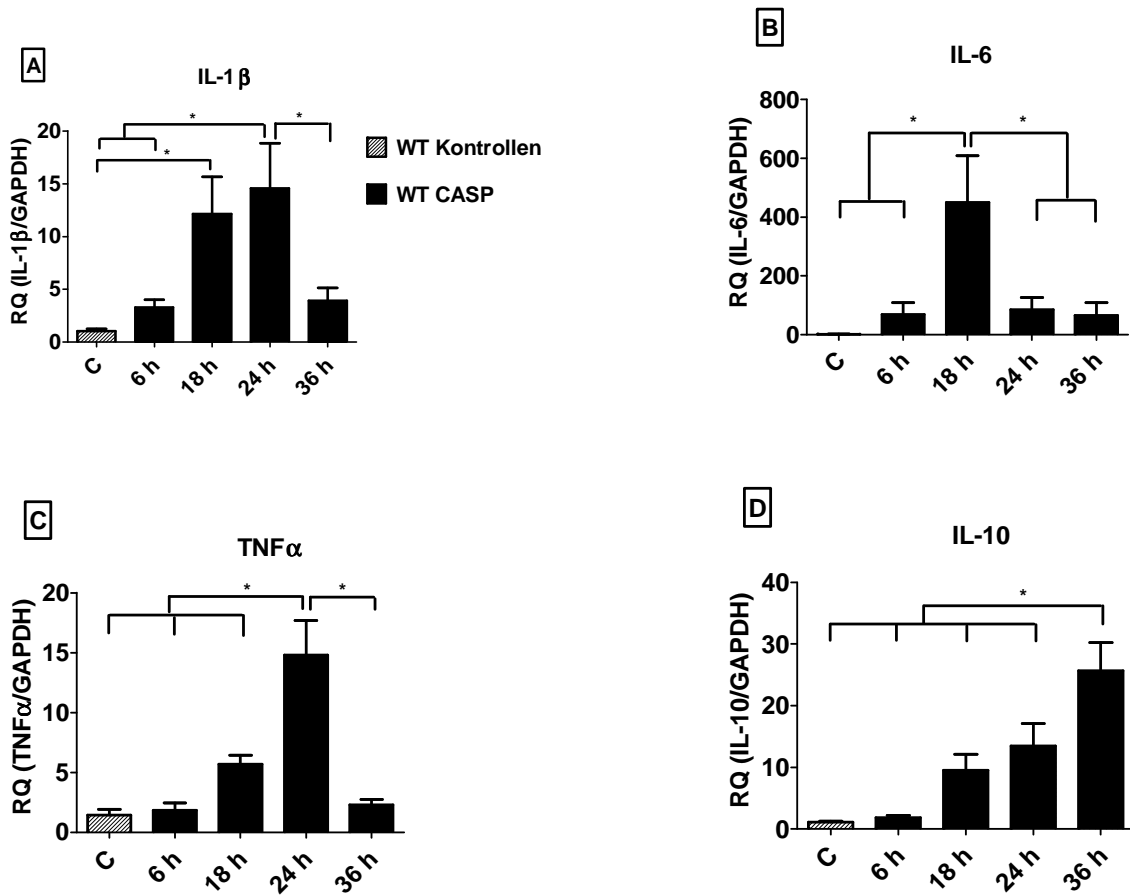 A
IL-1β
RQ (IL-1β/GAPDH)
20
15
10
5
0
*
*
*
C
6 h
18 h
24 h
36 h
WT Kontrollen
WT CASP
B
IL-6
RQ (IL-6/GAPDH)
800
600
400
200
0
*
*
C
6 h
18 h
24 h
36 h
C
TNFα
RQ (TNFα/GAPDH)
20
15
10
5
0
*
*
C
6 h
18 h
24 h
36 h
D
IL-10
RQ (IL-10/GAPDH)
40
30
20
10
0
*
C
6 h
18 h
24 h
36 h